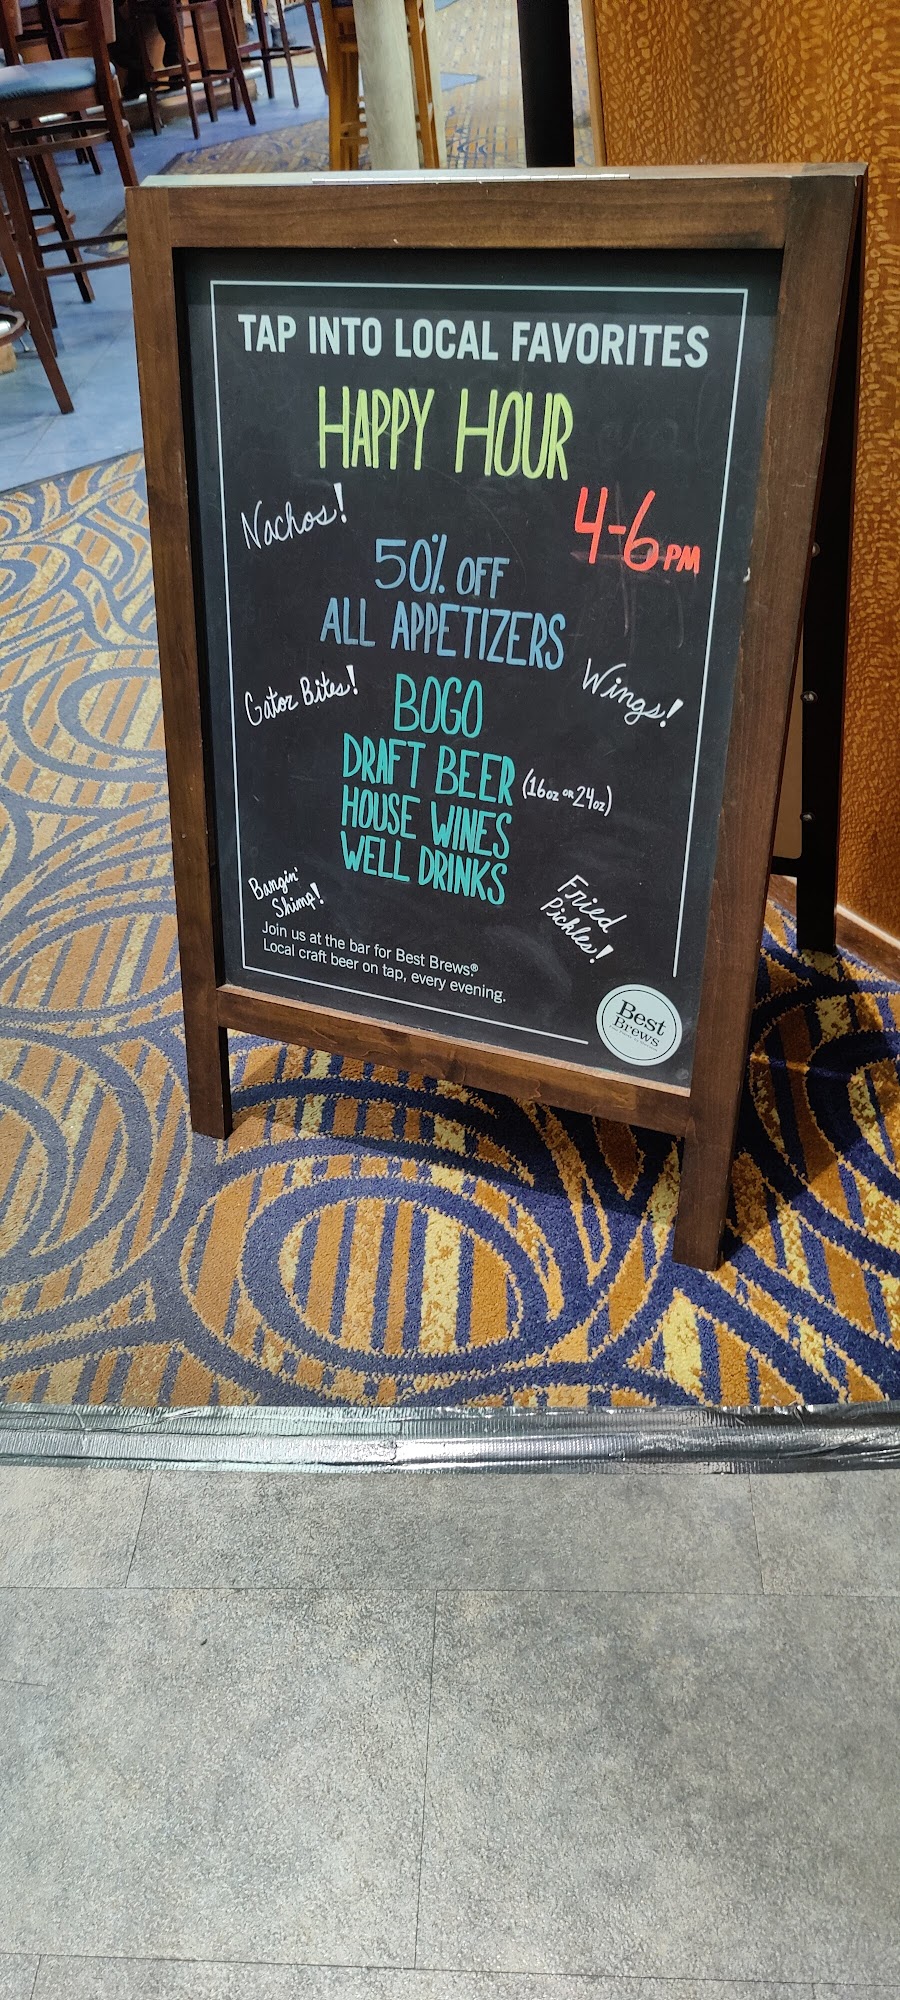 TAP INTO LOCAL FAVORITES
HAPPY HOUR
Nachos!
4-6 PM
50% OFF
ALL APPETIZERS
Gator Bites!
Wings!
BOGO
DRAFT BEER (16oz or 24oz)
HOUSE WINES
WELL DRINKS
Bangin'
Shimp!
Fried
Pickles!
Join us at the bar for Best Brews.®
Local craft beer on tap, every evening.
Best
Brews